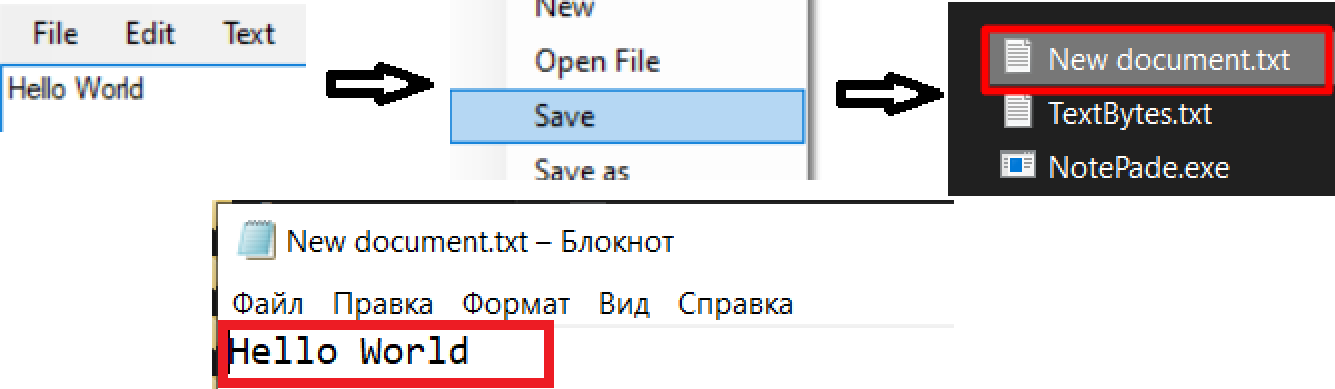 File Edit Text
Hello World
New
Open File
Save
Save as
New document.txt
TextBytes.txt
NotePade.exe
New document.txt – Блокнот
Файл Правка Формат Вид Справка
Hello World